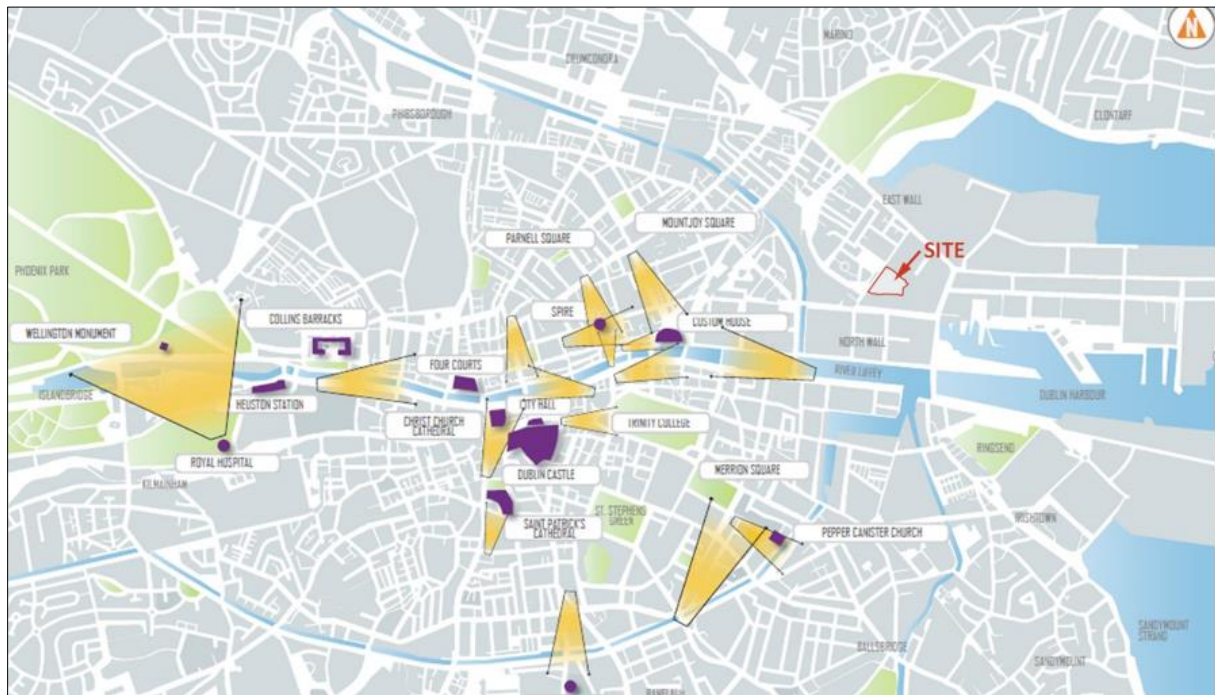 N
MARINO
DRUMCONDRA
PHIBSBOROUGH
CLONTARF
EAST WALL
MOUNTJOY SQUARE
PARNELL SQUARE
SITE
PHOENIX PARK
COLLINS BARRACKS
SPIRE
WELLINGTON MONUMENT
CUSTOM HOUSE
NORTH WALL
FOUR COURTS
RIVER LIFFEY
ISLANDBRIDGE
DUBLIN HARBOUR
HEUSTON STATION
CITY HALL
CHRIST CHURCH
CATHEDRAL
TRINITY COLLEGE
RINGSEND
ROYAL HOSPITAL
MERRION SQUARE
DUBLIN CASTLE
KILMAINHAM
ST. STEPHENS
GREEN
IRISHTOWN
SAINT PATRICK'S
CATHEDRAL
PEPPER CANISTER CHURCH
SANDYMOUNT
STRAND
BALLSBRIDGE
SANDYMOUNT
RANELAGH